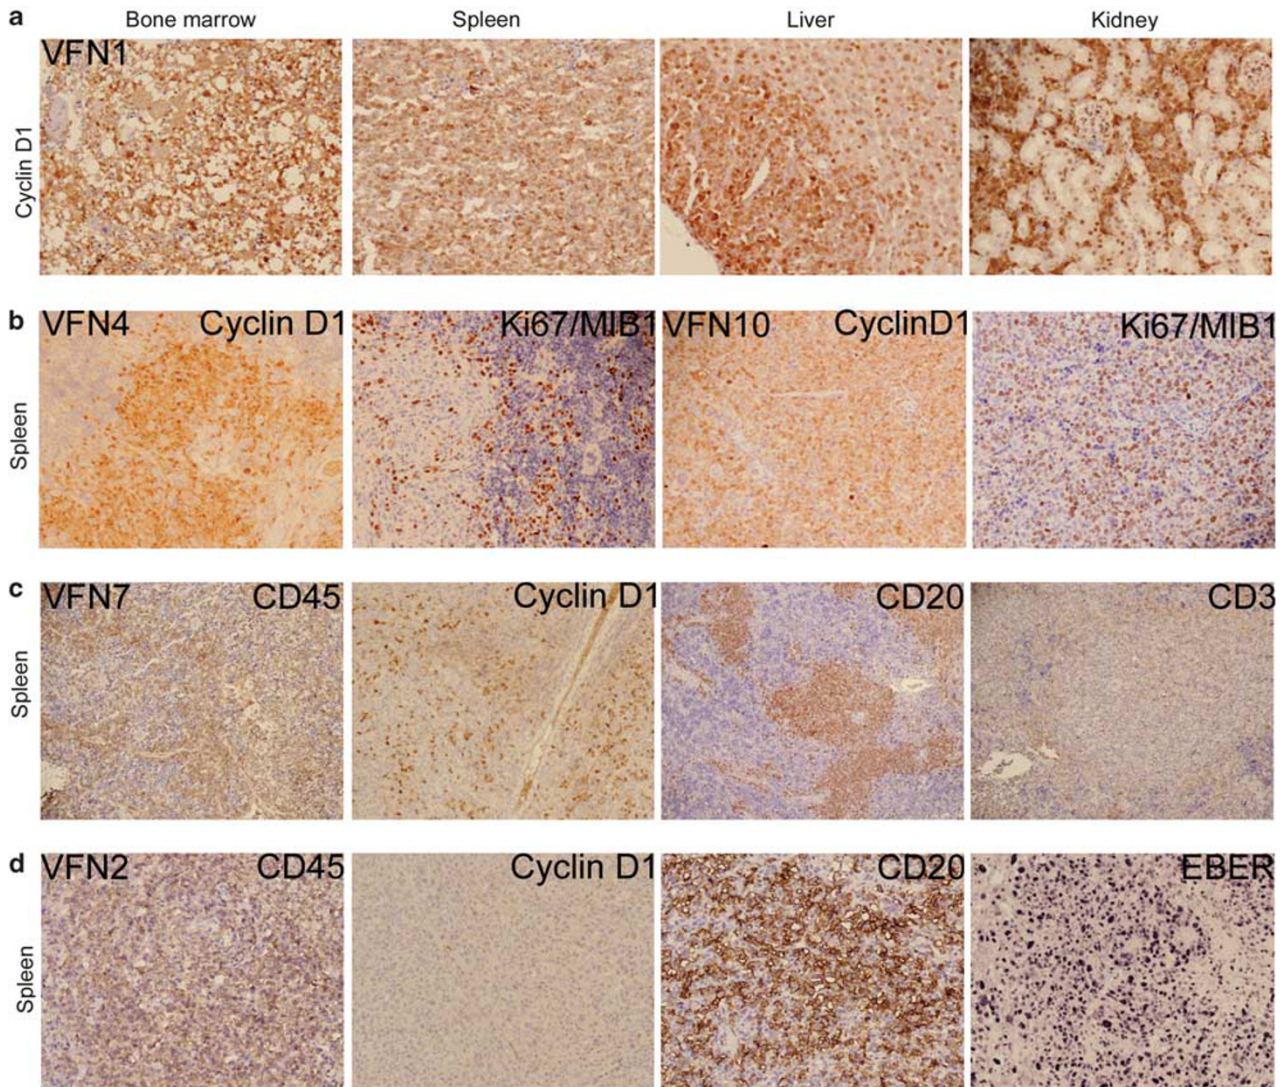 a Bone marrow Spleen Liver Kidney
VFN1
Cyclin D1
b VFN4 Cyclin D1 Ki67/MIB1 VFN10 CyclinD1 Ki67/MIB1
Spleen
c VFN7 CD45 Cyclin D1 CD20 CD3
Spleen
d VFN2 CD45 Cyclin D1 CD20 EBER
Spleen